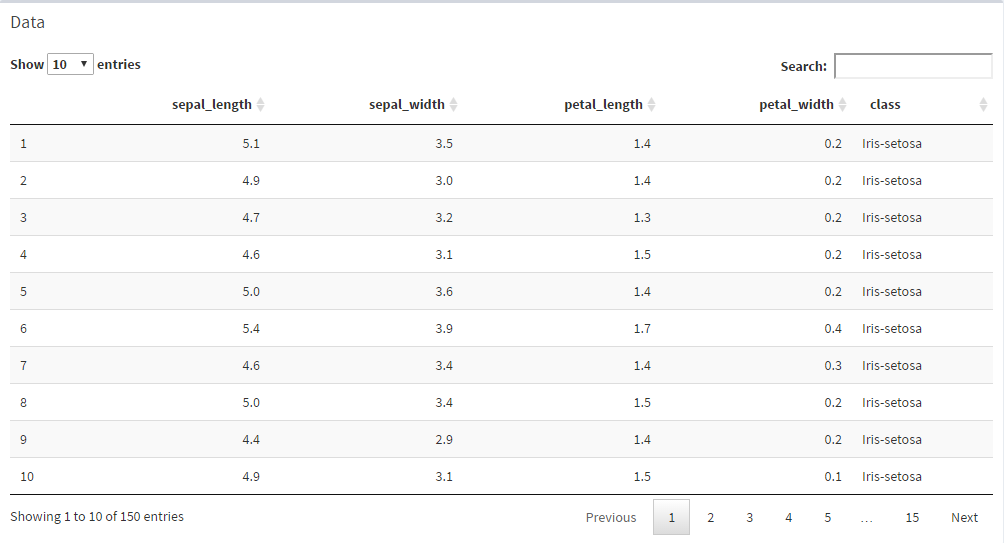 Data
Show 10 entries Search:
sepal_length sepal_width petal_length petal_width class
1 5.1 3.5 1.4 0.2 Iris-setosa
2 4.9 3.0 1.4 0.2 Iris-setosa
3 4.7 3.2 1.3 0.2 Iris-setosa
4 4.6 3.1 1.5 0.2 Iris-setosa
5 5.0 3.6 1.4 0.2 Iris-setosa
6 5.4 3.9 1.7 0.4 Iris-setosa
7 4.6 3.4 1.4 0.3 Iris-setosa
8 5.0 3.4 1.5 0.2 Iris-setosa
9 4.4 2.9 1.4 0.2 Iris-setosa
10 4.9 3.1 1.5 0.1 Iris-setosa
Showing 1 to 10 of 150 entries Previous 1 2 3 4 5 … 15 Next